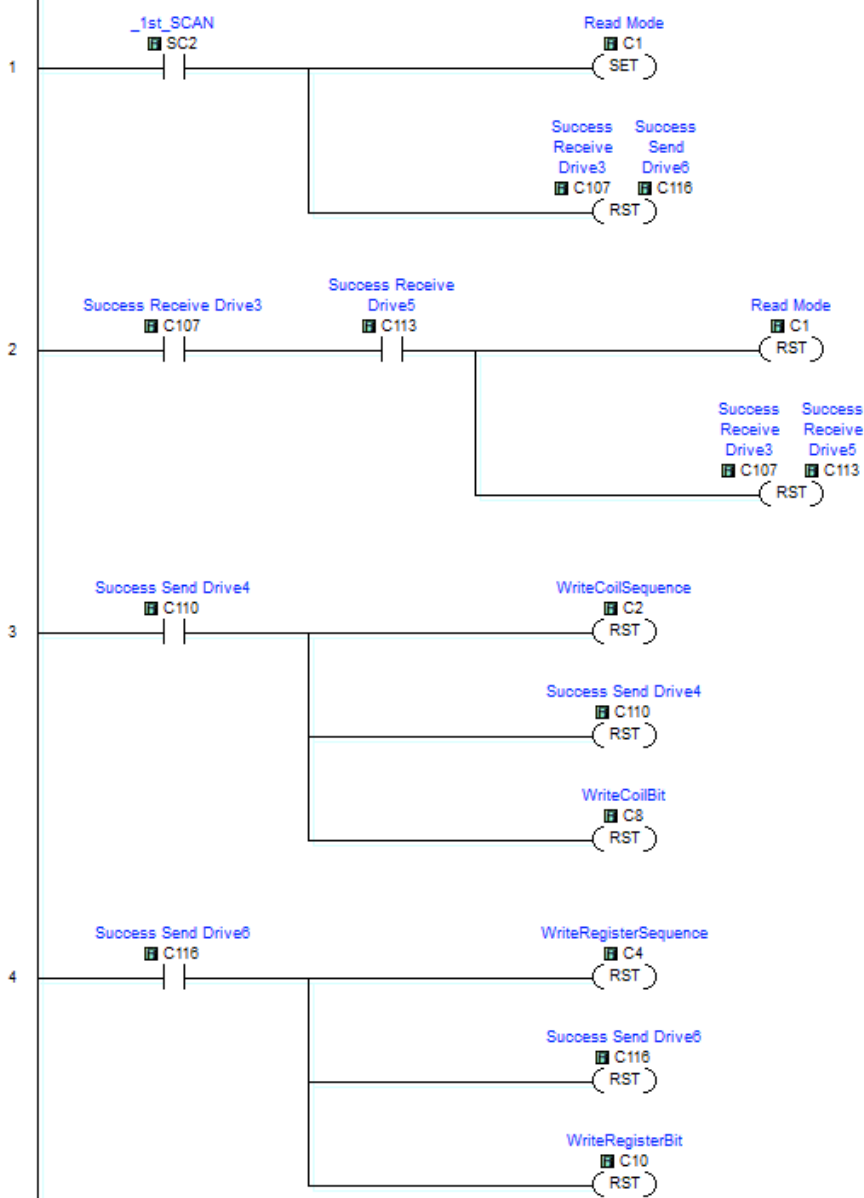 _1st_SCAN
SC2
Read Mode
C1
1
SET
Success Success
Receive Send
Drive3 Drive6
C107 C116
RST
Success Receive Drive3
C107
Success Receive
Drive5
C113
Read Mode
C1
2
RST
Success Success
Receive Receive
Drive3 Drive5
C107 C113
RST
Success Send Drive4
C110
WriteCoilSequence
C2
3
RST
Success Send Drive4
C110
RST
WriteCoilBit
C8
RST
Success Send Drive6
C116
WriteRegisterSequence
C4
4
RST
Success Send Drive6
C116
RST
WriteRegisterBit
C10
RST